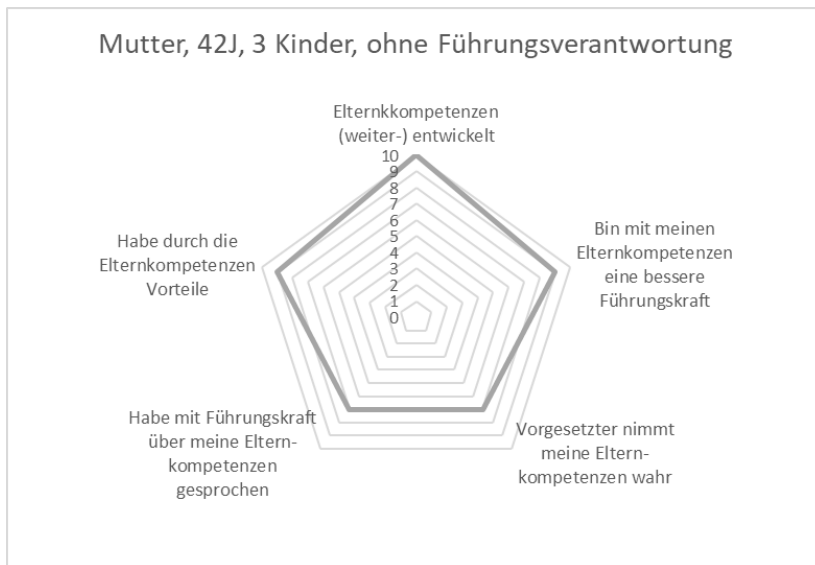 Mutter, 42J, 3 Kinder, ohne Führungsverantwortung
Elternkkompetenzen
(weiter-) entwickelt
10
9
8
7
6
5
4
3
2
1
0
Bin mit meinen
Elternkompetenzen
eine bessere
Führungskraft
Vorgesetzter nimmt
meine Eltern-
kompetenzen wahr
Habe mit Führungskraft
über meine Eltern-
kompetenzen
gesprochen
Habe durch die
Elternkompetenzen
Vorteile